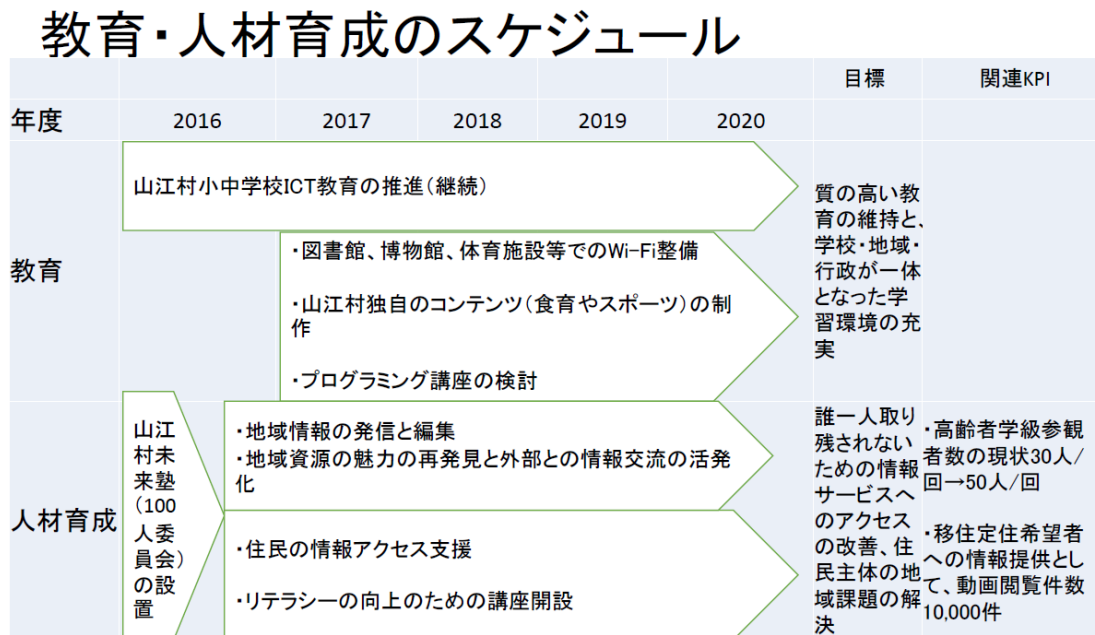 教育・人材育成のスケジュール
目標
関連KPI
年度
2016
2017
2018
2019
2020
教育
山江村小中学校ICT教育の推進(継続)
・図書館、博物館、体育施設等でのWi-Fi整備
・山江村独自のコンテンツ(食育やスポーツ)の制
作
・プログラミング講座の検討
質の高い教
育の維持と、
学校・地域・
行政が一体
となった学
習環境の充
実
人材育成
山江
村未
来塾
(100
人委
員会)
の設
置
・地域情報の発信と編集
・地域資源の魅力の再発見と外部との情報交流の活発
化
・住民の情報アクセス支援
・リテラシーの向上のための講座開設
誰一人取り
残されない
ための情報
サービスへ
のアクセス
の改善、住
民主体の地
域課題の解
決
・高齢者学級参観
者数の現状30人/
回→50人/回
・移住定住希望者
への情報提供とし
て、動画閲覧件数
10,000件